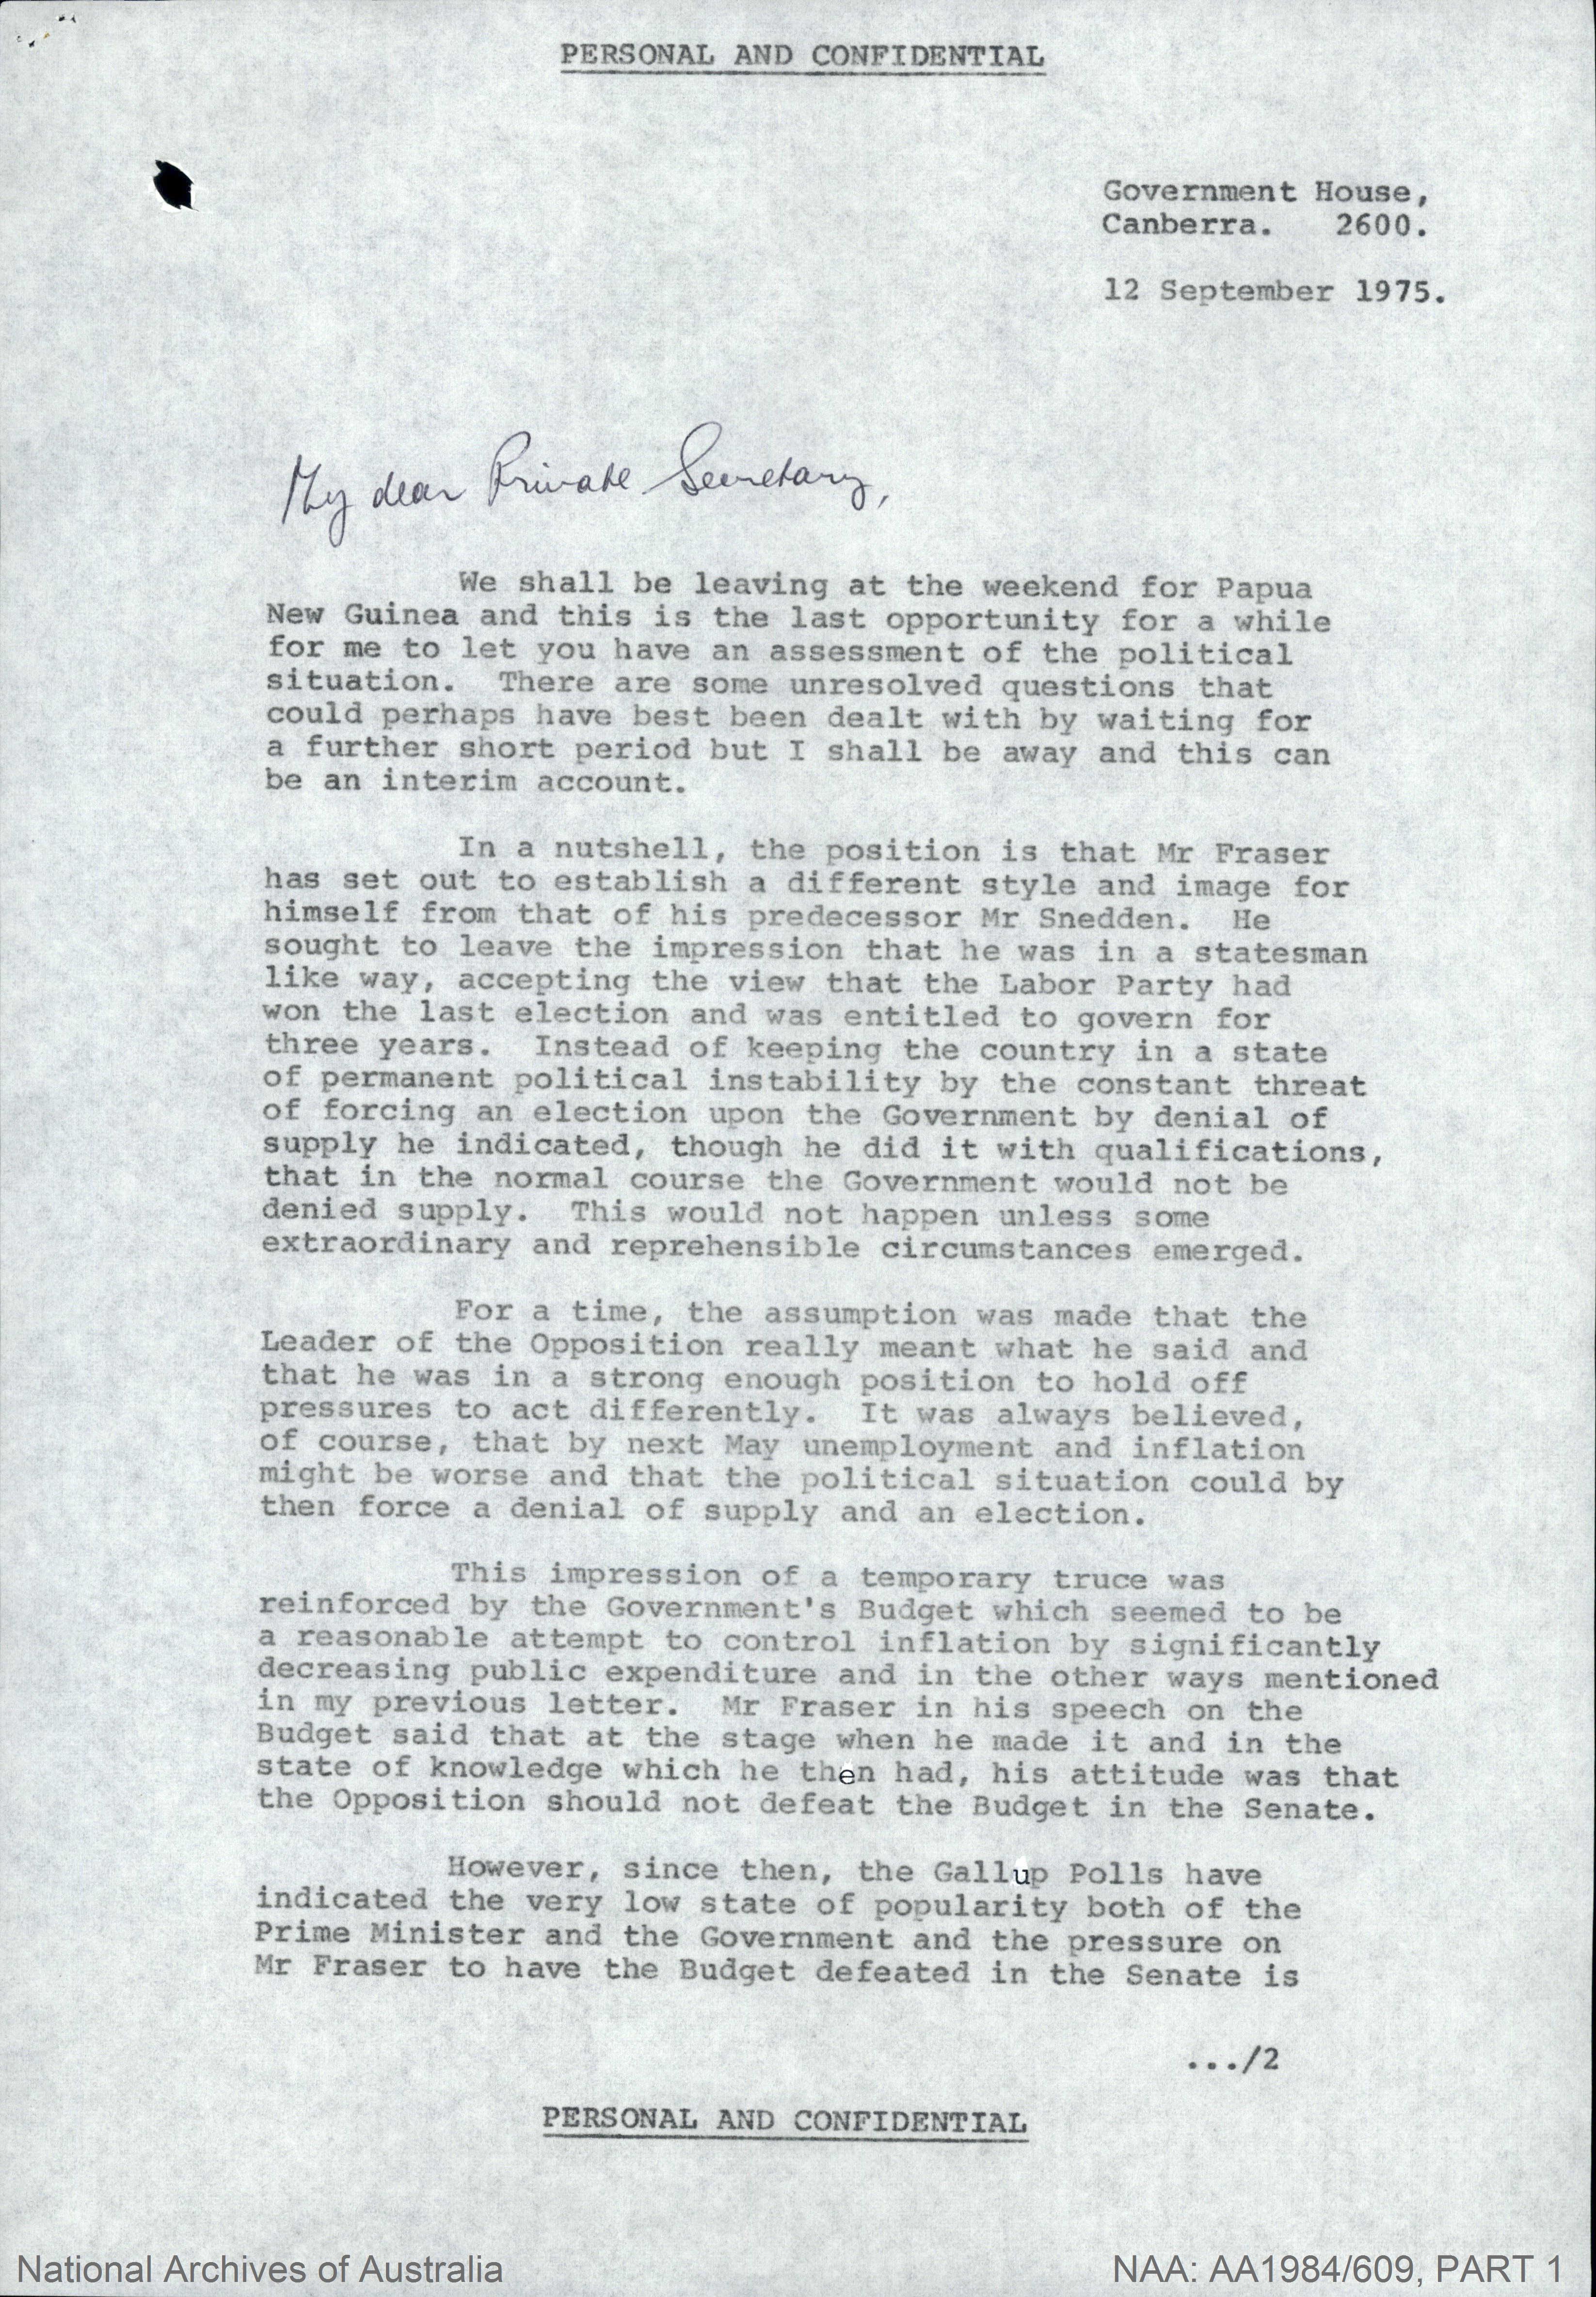 PERSONAL AND CONFIDENTIAL
Government House,
Canberra. 2600.
12 September 1975.
My dear Private Secretary,
We shall be leaving at the weekend for Papua
New Guinea and this is the last opportunity for a while
for me to let you have an assessment of the political
situation. There are some unresolved questions that
could perhaps have best been dealt with by waiting for
a further short period but I shall be away and this can
be an interim account.
In a nutshell, the position is that Mr Fraser
has set out to establish a different style and image for
himself from that of his predecessor Mr Snedden. He
sought to leave the impression that he was in a statesman
like way, accepting the view that the Labor Party had
won the last election and was entitled to govern for
three years. Instead of keeping the country in a state
of permanent political instability by the constant threat
of forcing an election upon the Government by denial of
supply he indicated, though he did it with qualifications,
that in the normal course the Government would not be
denied supply. This would not happen unless some
extraordinary and reprehensible circumstances emerged.
For a time, the assumption was made that the
Leader of the Opposition really meant what he said and
that he was in a strong enough position to hold off
pressures to act differently. It was always believed,
of course, that by next May unemployment and inflation
might be worse and that the political situation could by
then force a denial of supply and an election.
This impression of a temporary truce was
reinforced by the Government's Budget which seemed to be
a reasonable attempt to control inflation by significantly
decreasing public expenditure and in the other ways mentioned
in my previous letter. Mr Fraser in his speech on the
Budget said that at the stage when he made it and in the
state of knowledge which he then had, his attitude was that
the Opposition should not defeat the Budget in the Senate.
However, since then, the Gallup Polls have
indicated the very low state of popularity both of the
Prime Minister and the Government and the pressure on
Mr Fraser to have the Budget defeated in the Senate is
.../2
PERSONAL AND CONFIDENTIAL
National Archives of Australia
NAA: AA1984/609, PART 1